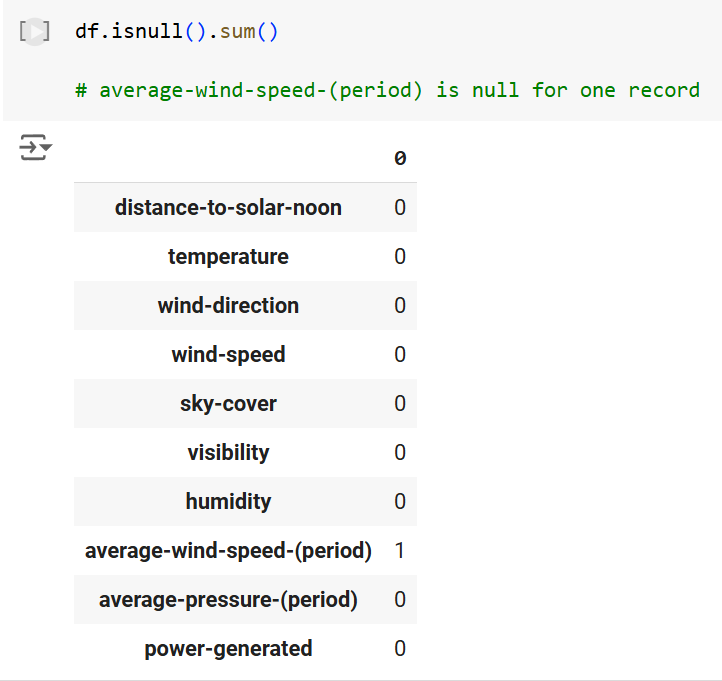 [ ] df.isnull().sum()
# average-wind-speed-(period) is null for one record
0
distance-to-solar-noon 0
temperature 0
wind-direction 0
wind-speed 0
sky-cover 0
visibility 0
humidity 0
average-wind-speed-(period) 1
average-pressure-(period) 0
power-generated 0